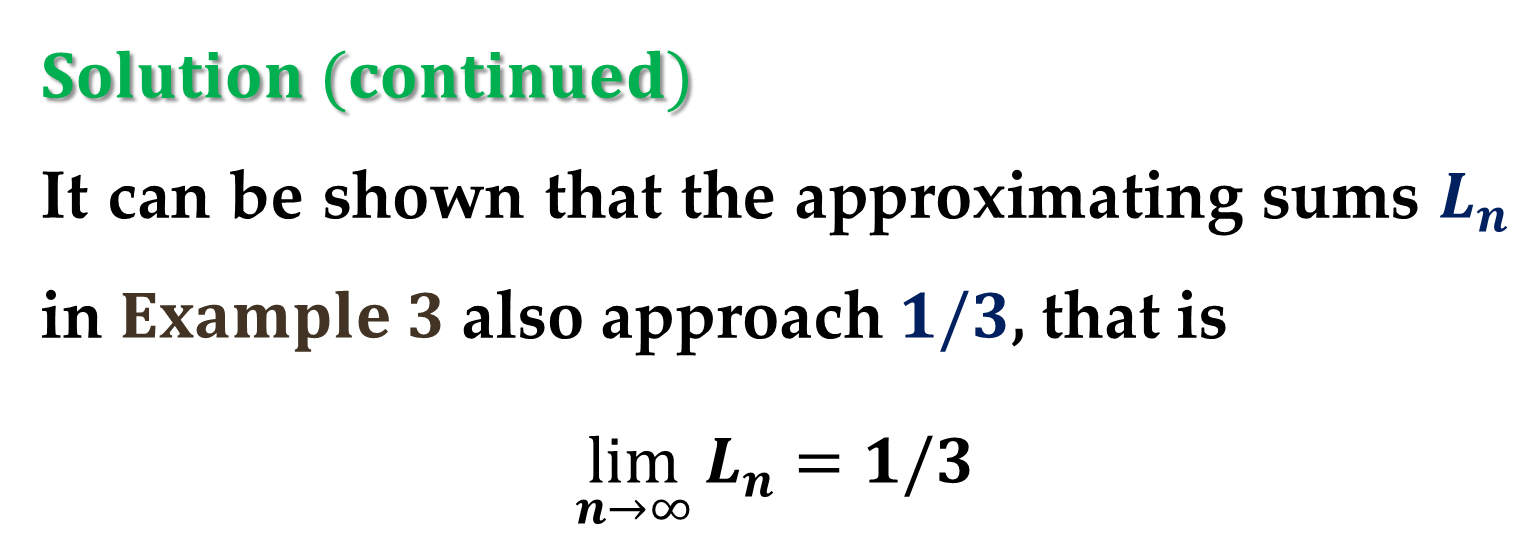 Solution (continued)
It can be shown that the approximating sums Lₙ
in Example 3 also approach 1/3, that is
lim Lₙ = 1/3
n→∞